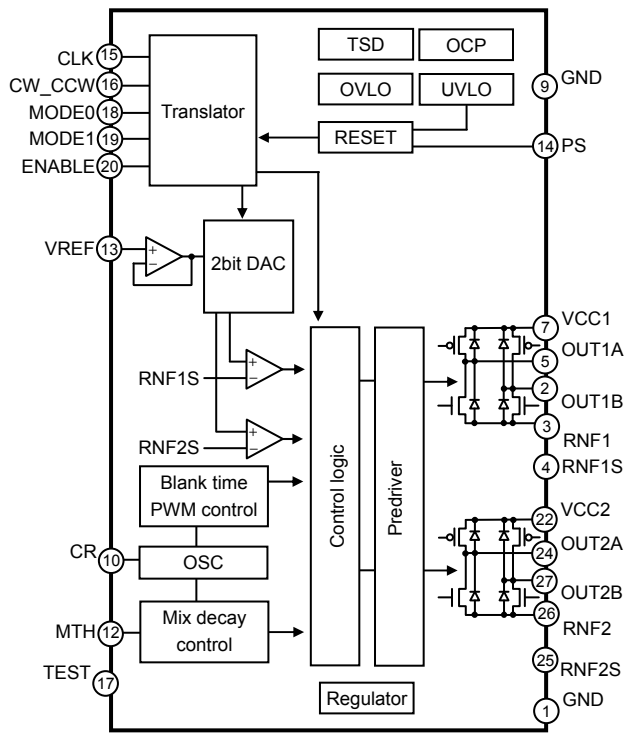 CLK 15
CW_CCW 16
MODE0 18
MODE1 19
ENABLE 20
Translator
TSD
OCP
OVLO
UVLO
RESET
9 GND
14 PS
VREF 13
+
−
2bit DAC
RNF1S
+
−
RNF2S
+
−
Blank time
PWM control
CR 10
OSC
MTH 12
Mix decay
control
TEST
17
Control logic
Predriver
Regulator
7 VCC1
5 OUT1A
2
OUT1B
3
RNF1
4 RNF1S
VCC2
22
OUT2A
24
27
OUT2B
26
RNF2
25
RNF2S
GND
1